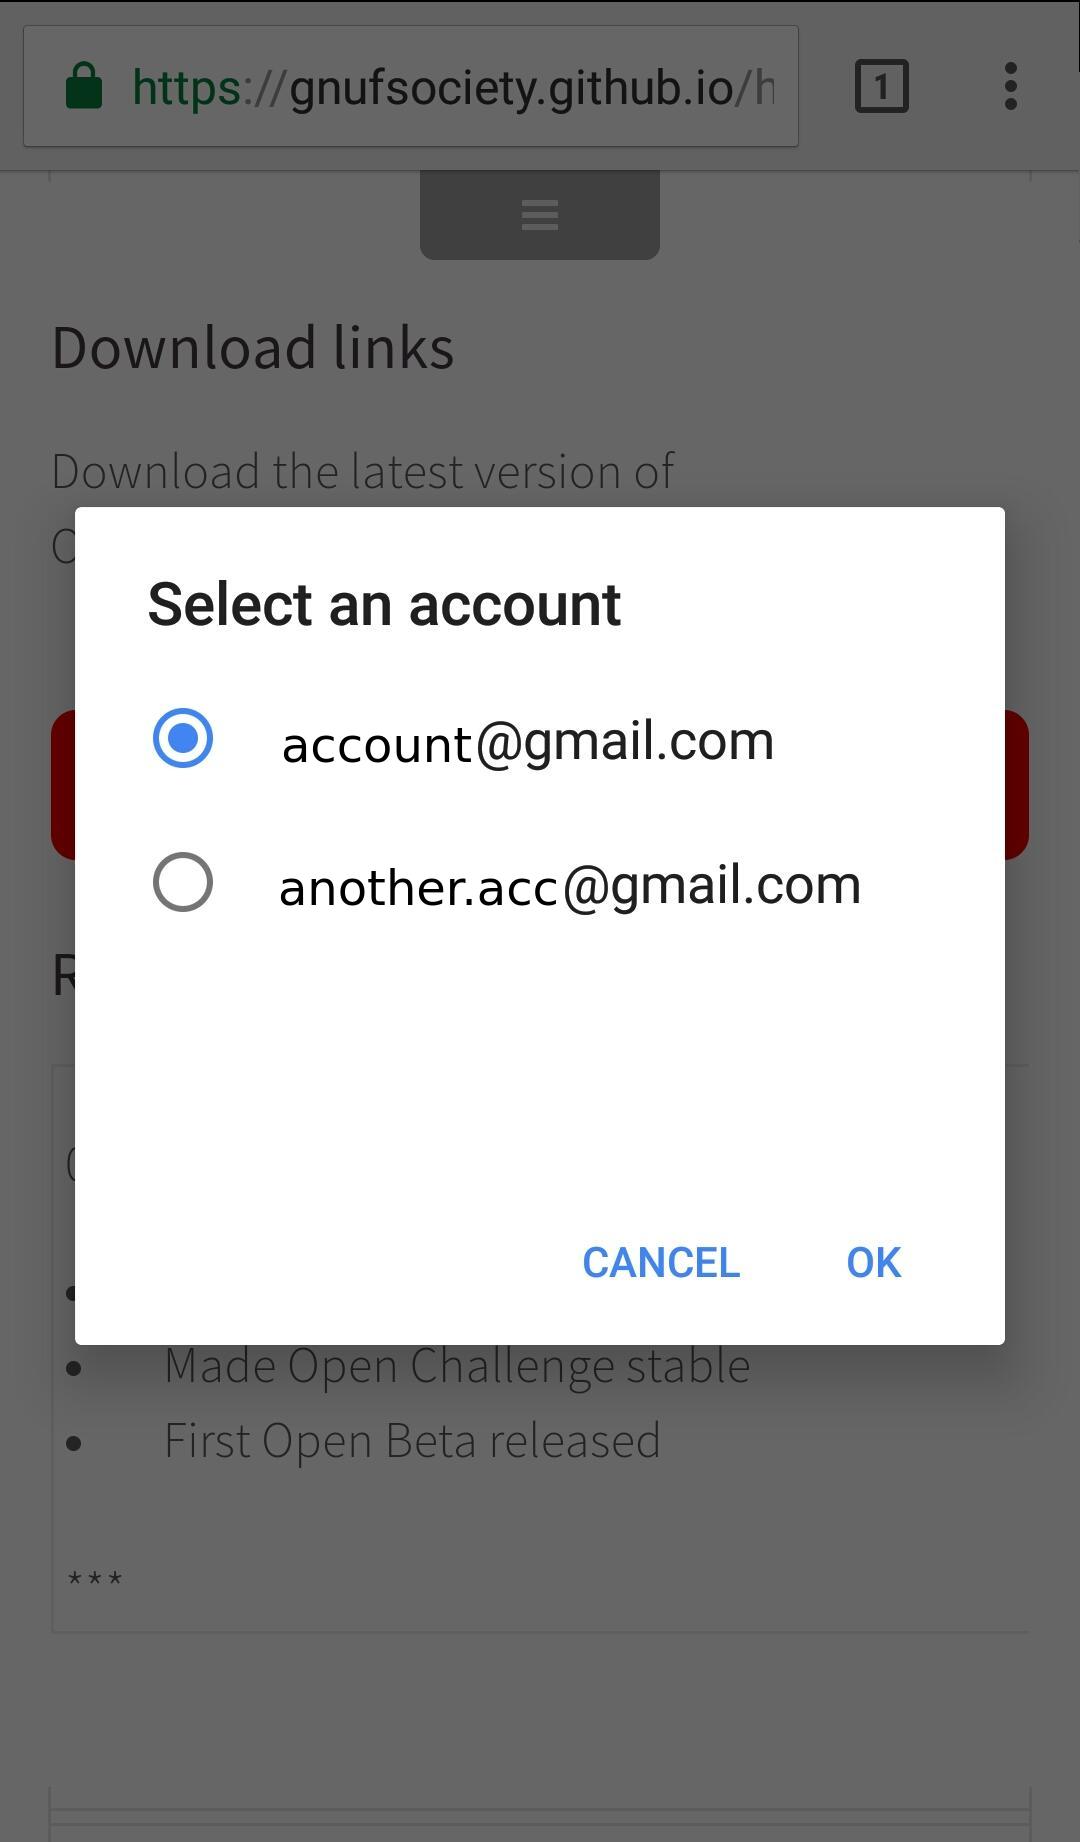 https://gnufsociety.github.io/h
1
Download links
Download the latest version of
Select an account
account@gmail.com
another.acc@gmail.com
CANCEL
OK
Made Open Challenge stable
First Open Beta released
***